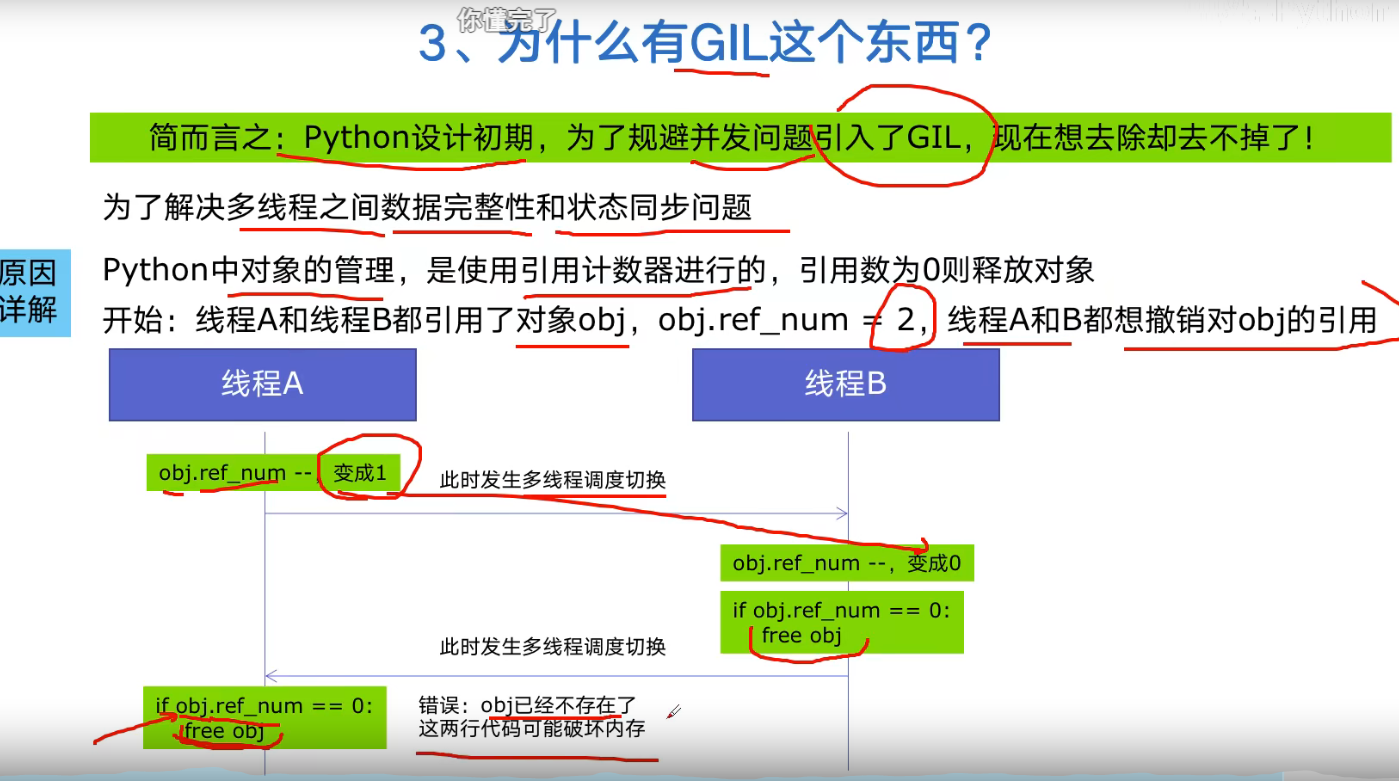 你懂完了
3、为什么有GIL这个东西?
简而言之：Python设计初期，为了规避并发问题引入了GIL，现在想去除却去不掉了！
为了解决多线程之间数据完整性和状态同步问题
原因
详解
Python中对象的管理，是使用引用计数器进行的，引用数为0则释放对象
开始：线程A和线程B都引用了对象obj，obj.ref_num = 2，线程A和B都想撤销对obj的引用
线程A
线程B
obj.ref_num --，变成1
此时发生多线程调度切换
obj.ref_num --，变成0
if obj.ref_num == 0:
free obj
此时发生多线程调度切换
if obj.ref_num == 0:
free obj
错误：obj已经不存在了
这两行代码可能破坏内存